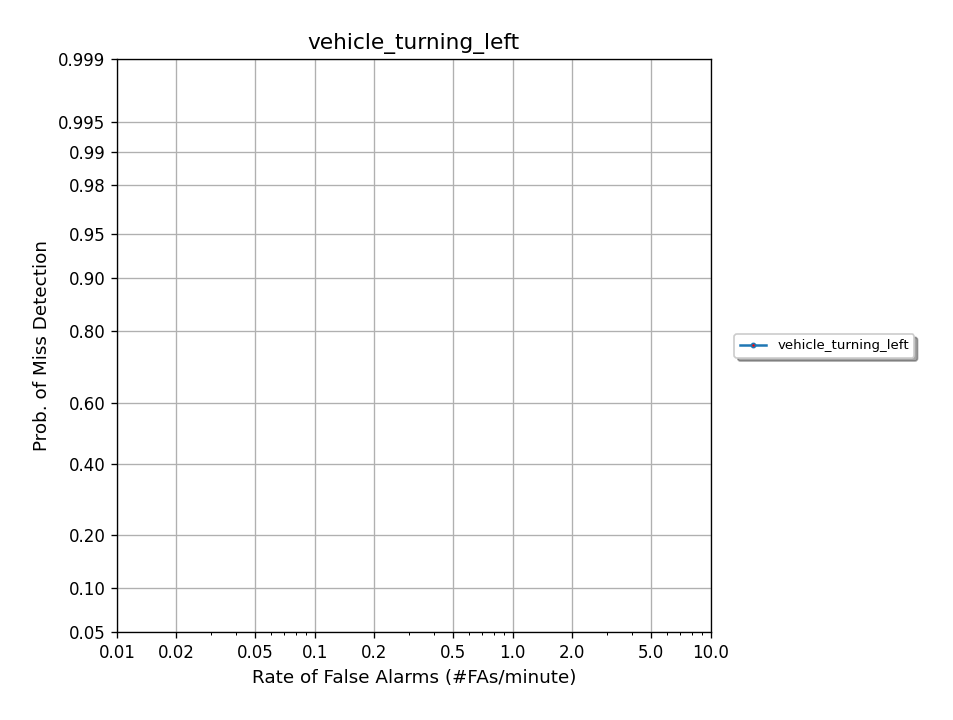 vehicle_turning_left
0.999
0.995
0.99
0.98
0.95
0.90
0.80
0.60
0.40
0.20
0.10
0.05
Prob. of Miss Detection
0.01 0.02 0.05 0.1 0.2 0.5 1.0 2.0 5.0 10.0
Rate of False Alarms (#FAs/minute)
vehicle_turning_left